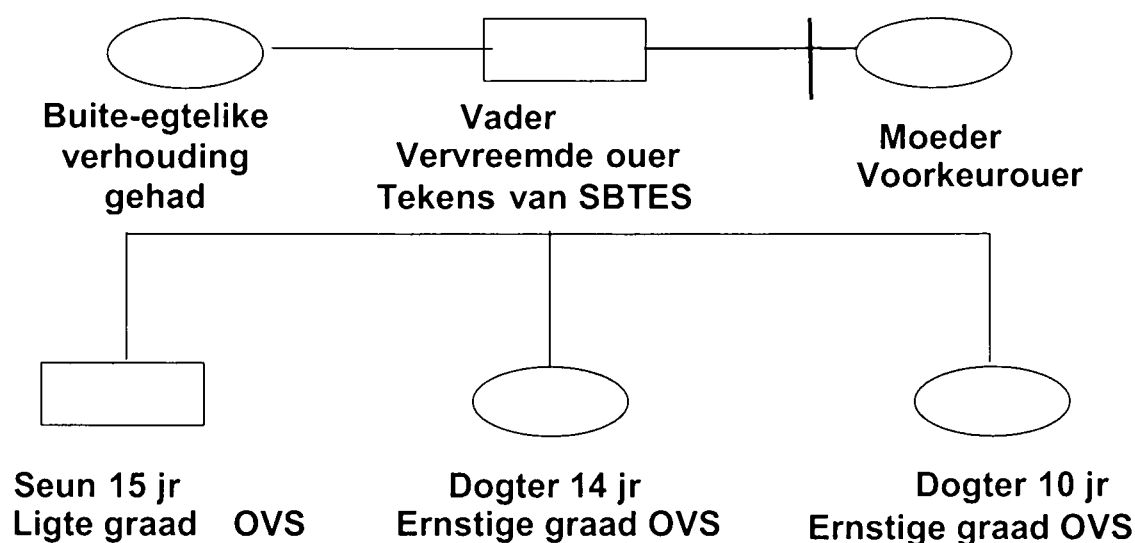 Buite-egtelike
verhouding
gehad
Vader
Vervreemde ouer
Tekens van SBTES
Moeder
Voorkeurouer
Seun 15 jr
Ligte graad OVS
Dogter 14 jr
Ernstige graad OVS
Dogter 10 jr
Ernstige graad OVS